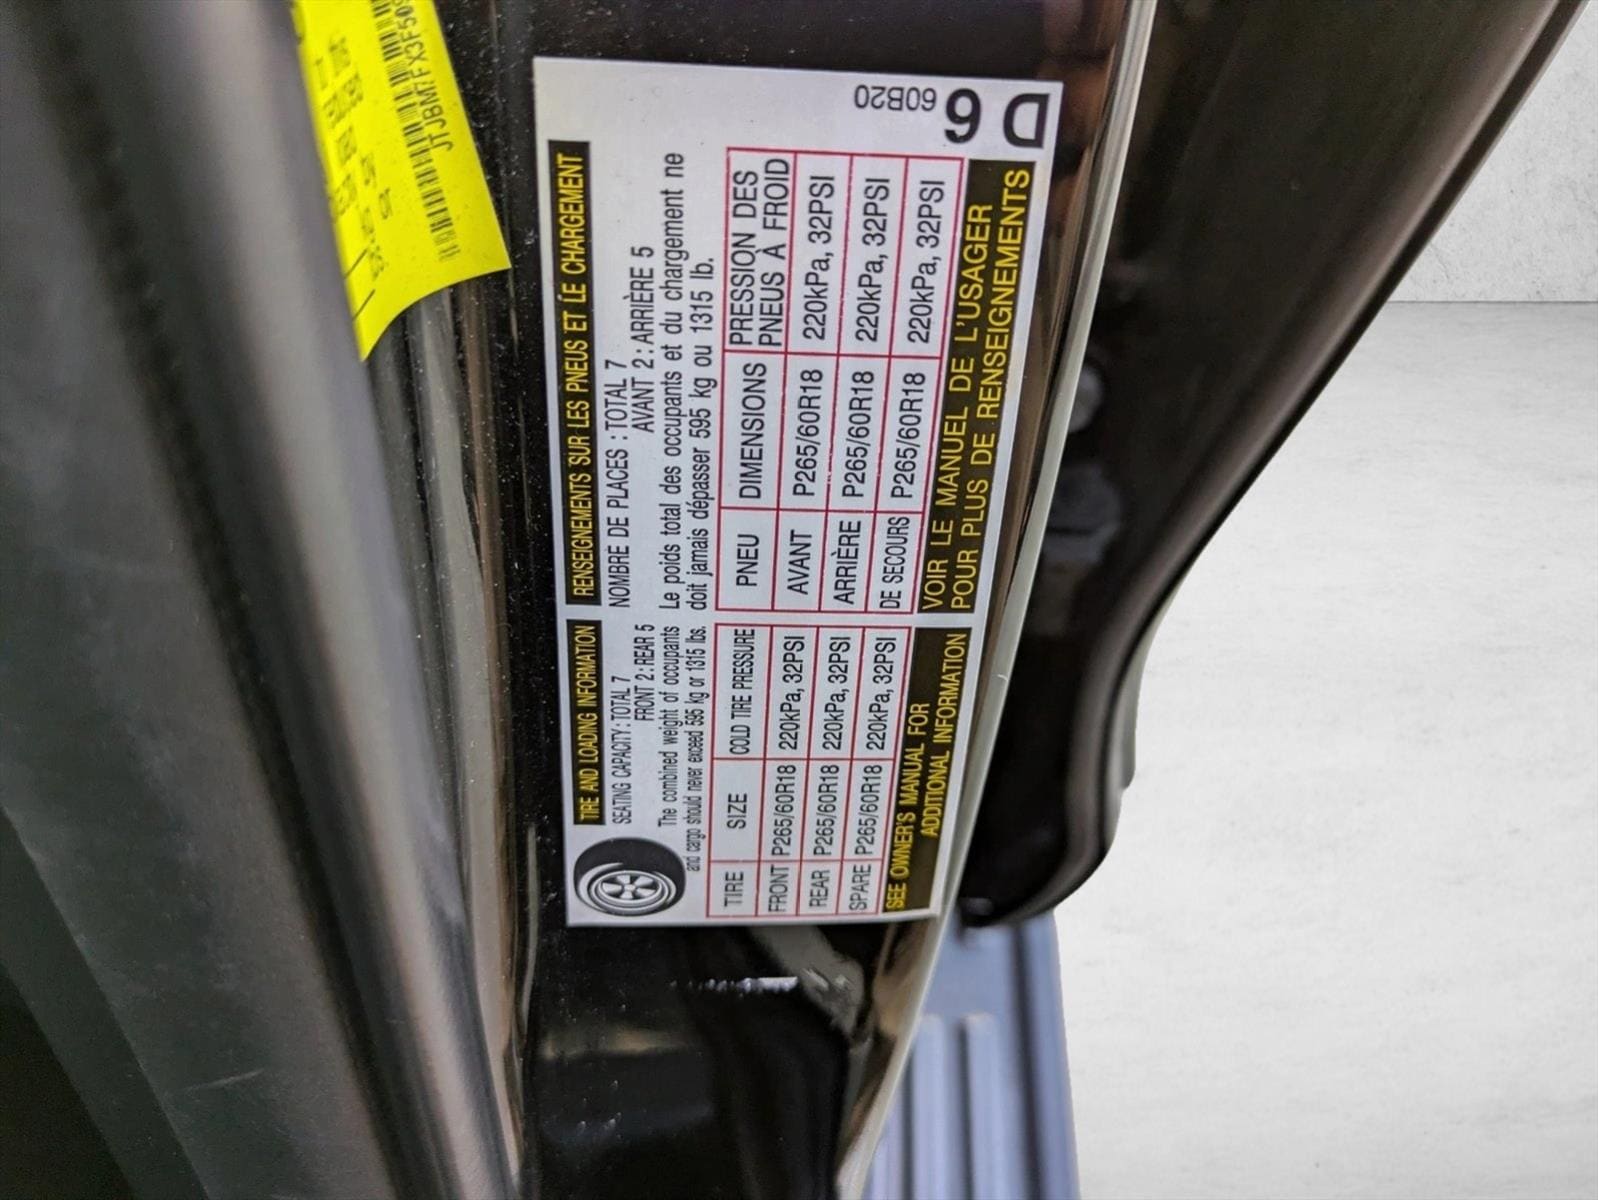 TIRE AND LOADING INFORMATION
SEATING CAPACITY : TOTAL 7
FRONT 2 : REAR 5
The combined weight of occupants
and cargo should never exceed 595 kg or 1315 lbs.
TIRE SIZE COLD TIRE PRESSURE
FRONT P265/60R18 220kPa, 32PSI
REAR P265/60R18 220kPa, 32PSI
SPARE P265/60R18 220kPa, 32PSI
SEE OWNER'S MANUAL FOR
ADDITIONAL INFORMATION
RENSEIGNEMENTS SUR LES PNEUS ET LE CHARGEMENT
NOMBRE DE PLACES : TOTAL 7
AVANT 2 : ARRIÈRE 5
Le poids total des occupants et du chargement ne
doit jamais dépasser 595 kg ou 1315 lb.
PNEU DIMENSIONS PRESSION DES
PNEUS À FROID
AVANT P265/60R18 220kPa, 32PSI
ARRIÈRE P265/60R18 220kPa, 32PSI
DE SECOURS P265/60R18 220kPa, 32PSI
VOIR LE MANUEL DE L'USAGER
POUR PLUS DE RENSEIGNEMENTS
60B20
D 6